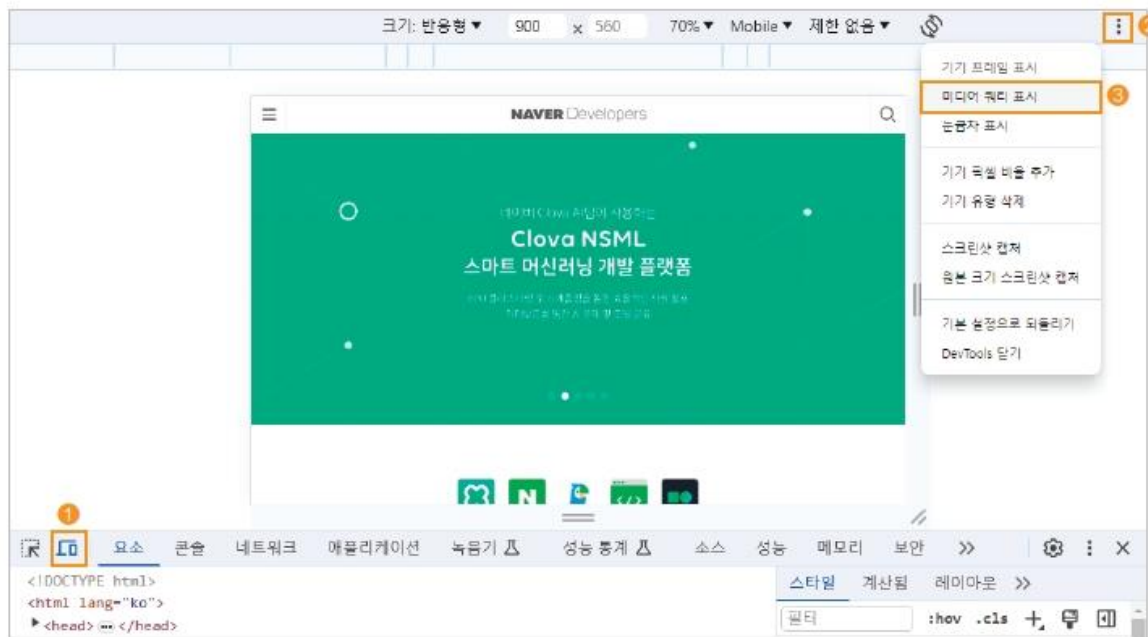 크기: 반응형 ▼ 900 x 560 70% ▼ Mobile ▼ 제한 없음 ▼
기기 프레임 표시
미디어 쿼리 표시 3
눈금자 표시
기기 픽셀 비율 추가
기기 유형 삭제
스크린샷 캡처
원본 크기 스크린샷 캡처
기본 설정으로 되돌리기
DevTools 닫기
NAVER Developers
Clova NSML
스마트 머신러닝 개발 플랫폼
N
</>
1
요소 콘솔 네트워크 애플리케이션 녹음기 성능 통계 소스 성능 메모리 보안 »
<!DOCTYPE html>
<html lang="ko">
▶ <head> ⋯ </head>
스타일 계산됨 레이아웃 »
필터 :hov .cls